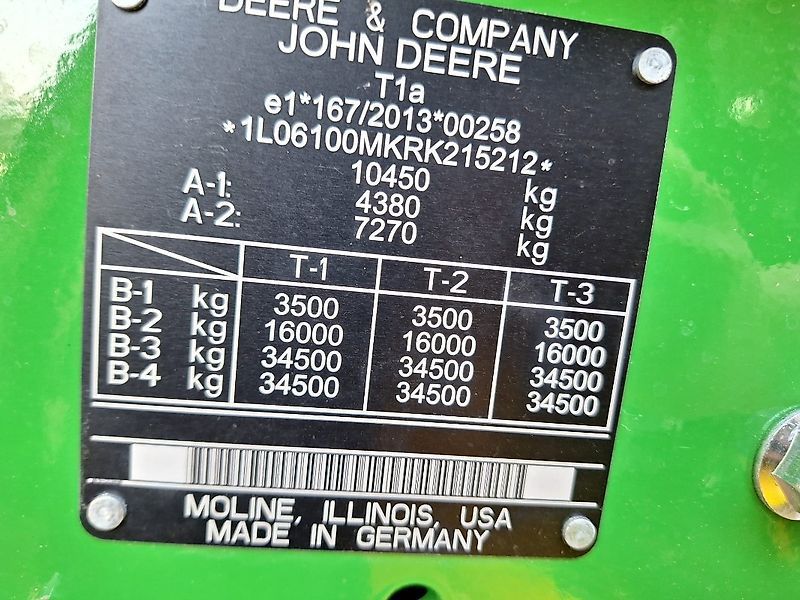 DEERE & COMPANY
JOHN DEERE
T1a
e1*167/2013*00258
*1L06100MKRK215212*
10450 kg
A-1: 4380 kg
A-2: 7270 kg
T-1 T-2 T-3
B-1 kg 3500 3500 3500
B-2 kg 16000 16000 16000
B-3 kg 34500 34500 34500
B-4 kg 34500 34500 34500
MOLINE, ILLINOIS, USA
MADE IN GERMANY